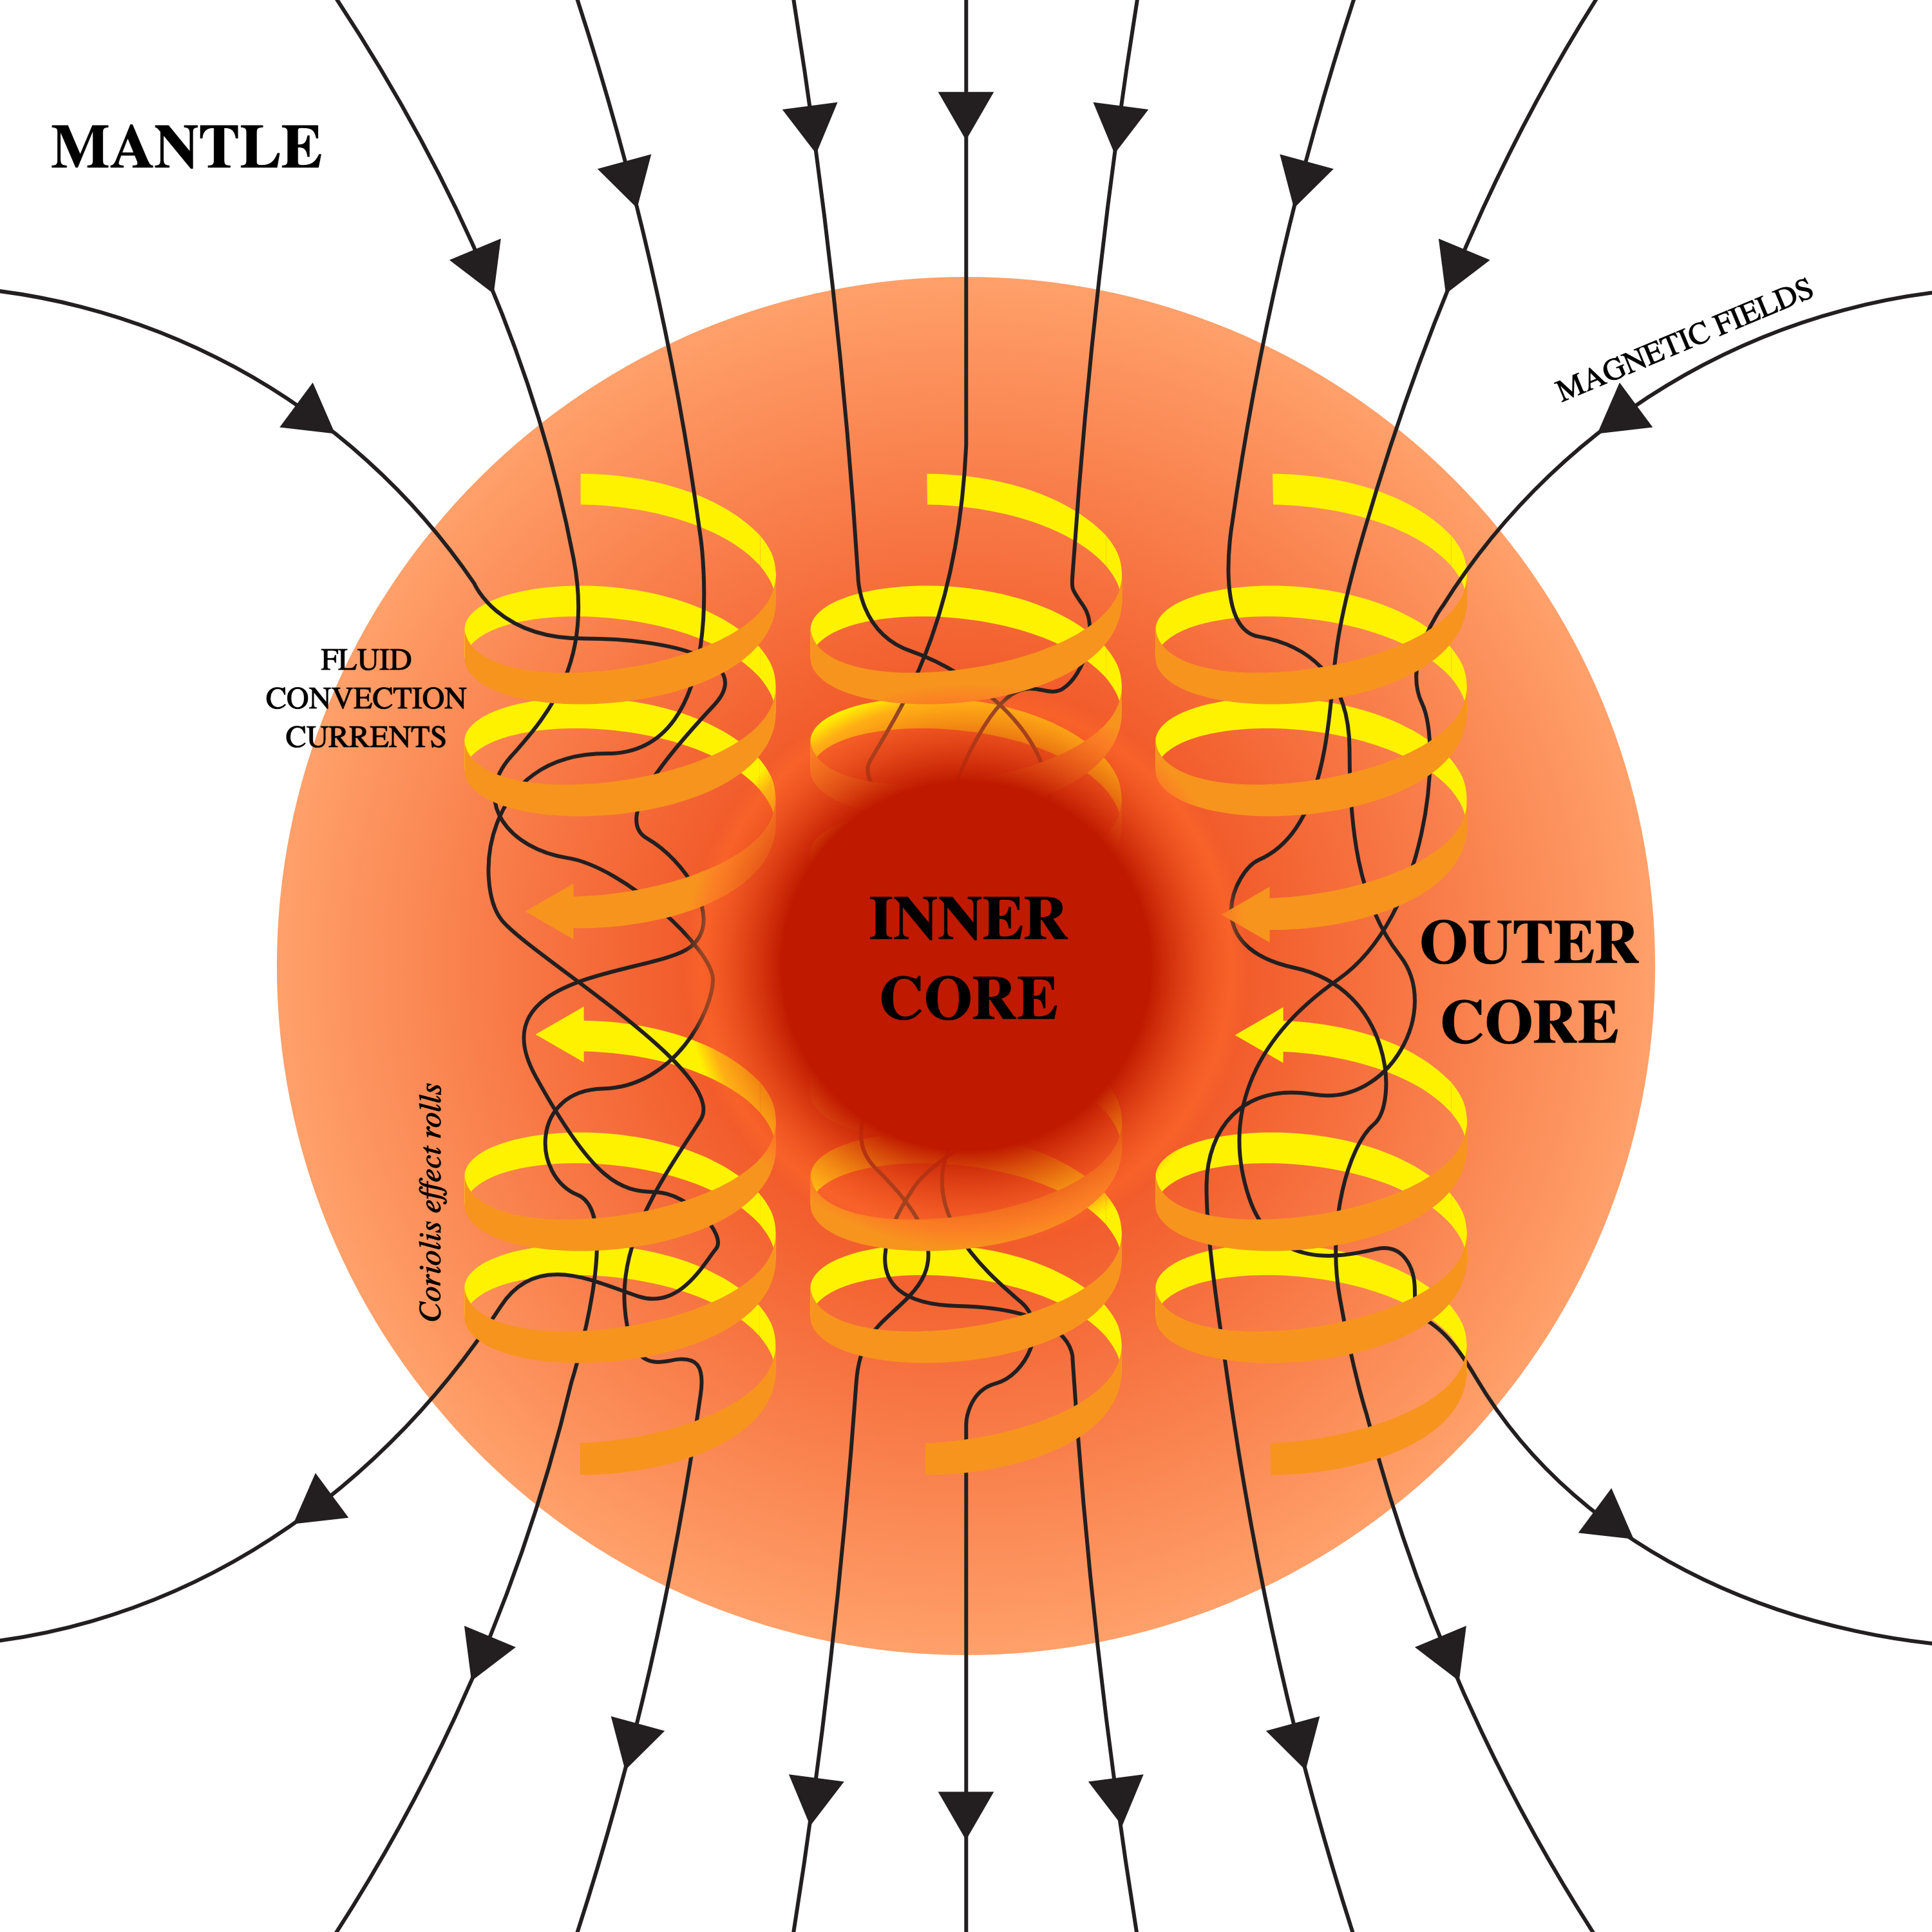 MANTLE
MAGNETIC FIELDS
FLUID
CONVECTION
CURRENTS
INNER
CORE
OUTER
CORE
Coriolis effect rolls